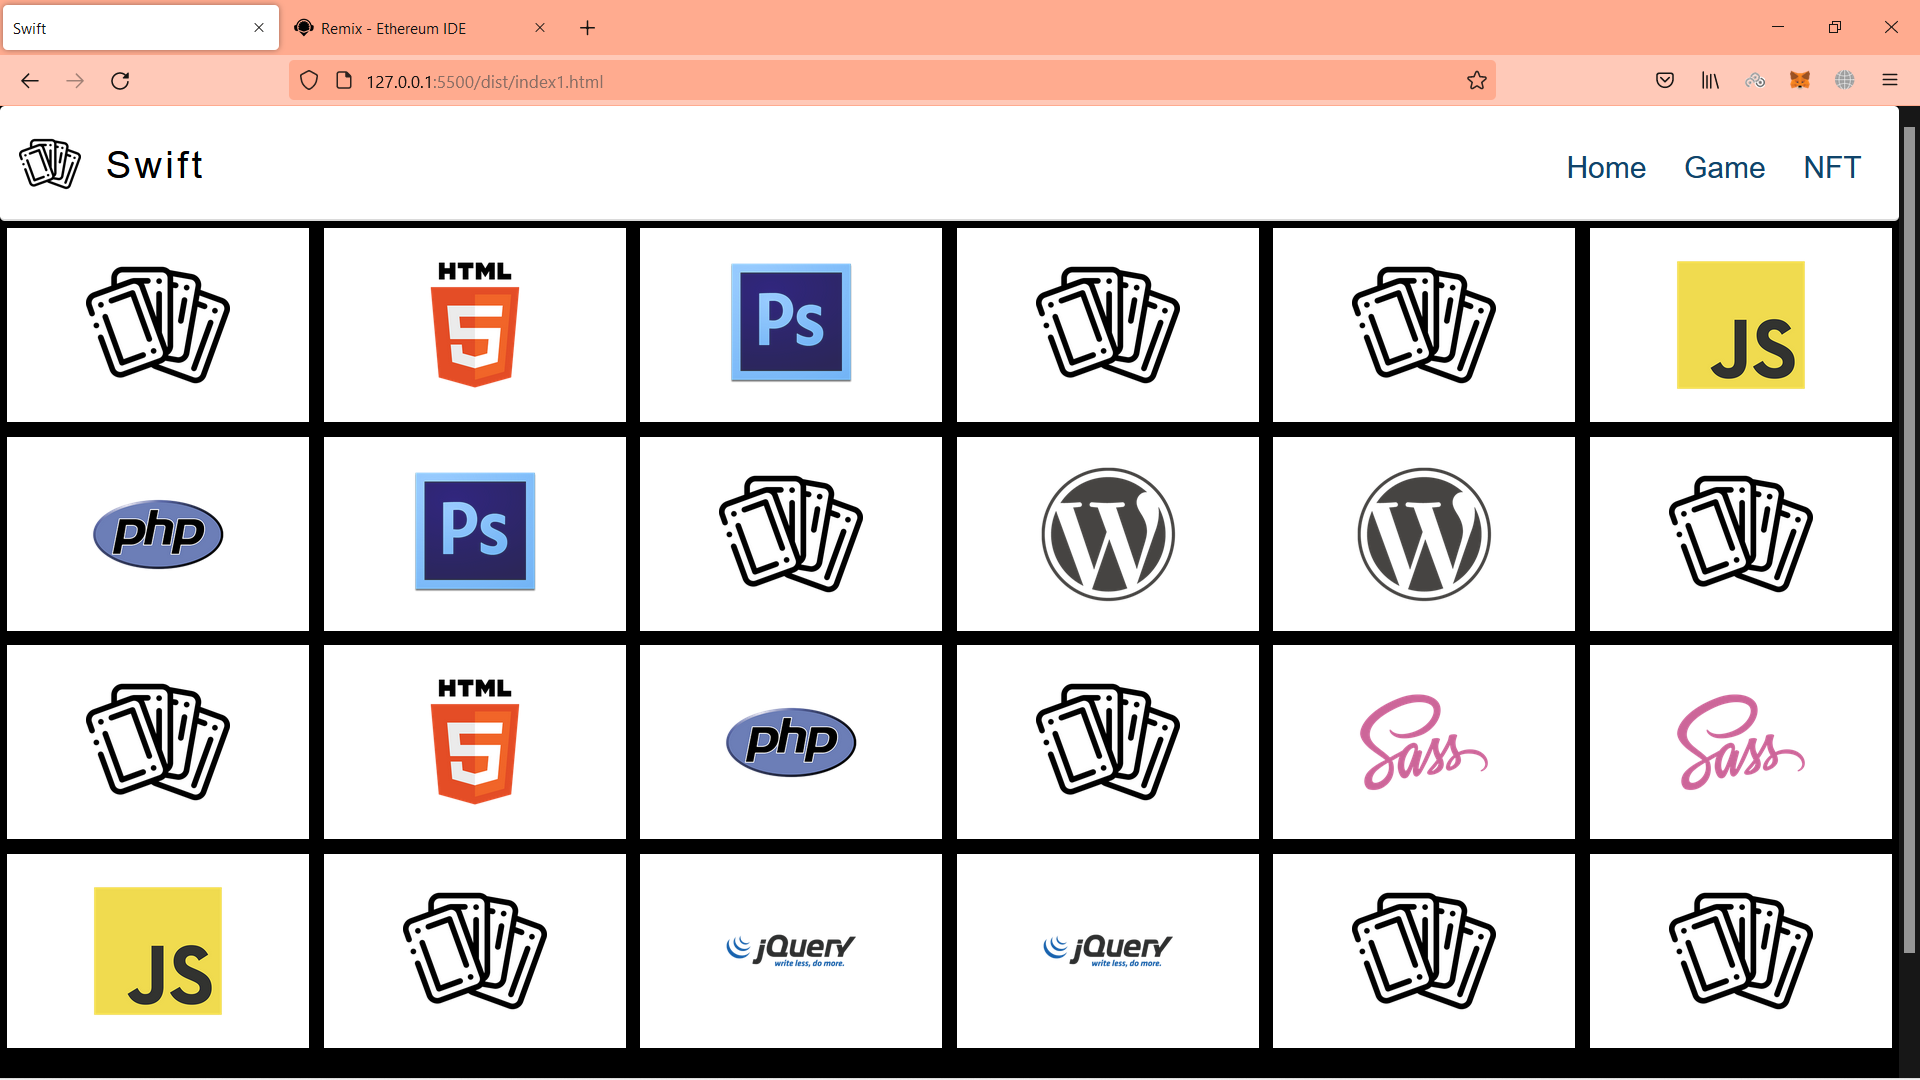 Swift
Remix - Ethereum IDE
127.0.0.1:5500/dist/index1.html
Swift
Home Game NFT
HTML
5
Ps
JS
php
Ps
W
W
HTML
5
php
Sass
Sass
JS
jQuery
write less, do more.
jQuery
write less, do more.